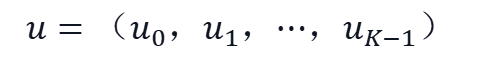 u = （u₀，u₁，⋯，u_{K−1}）